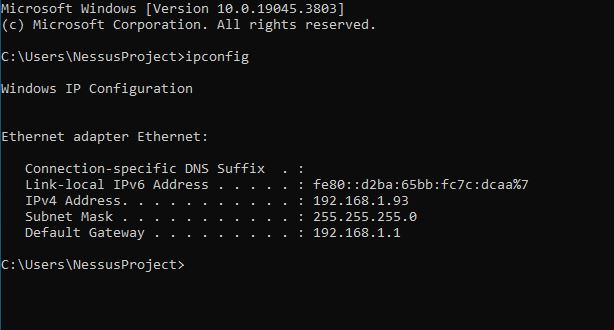 Microsoft Windows [Version 10.0.19045.3803]
(c) Microsoft Corporation. All rights reserved.
C:\Users\NessusProject>ipconfig
Windows IP Configuration
Ethernet adapter Ethernet:
   Connection-specific DNS Suffix  . :
   Link-local IPv6 Address . . . . . : fe80::d2ba:65bb:fc7c:dcaa%7
   IPv4 Address. . . . . . . . . . . : 192.168.1.93
   Subnet Mask . . . . . . . . . . . : 255.255.255.0
   Default Gateway . . . . . . . . . : 192.168.1.1
C:\Users\NessusProject>